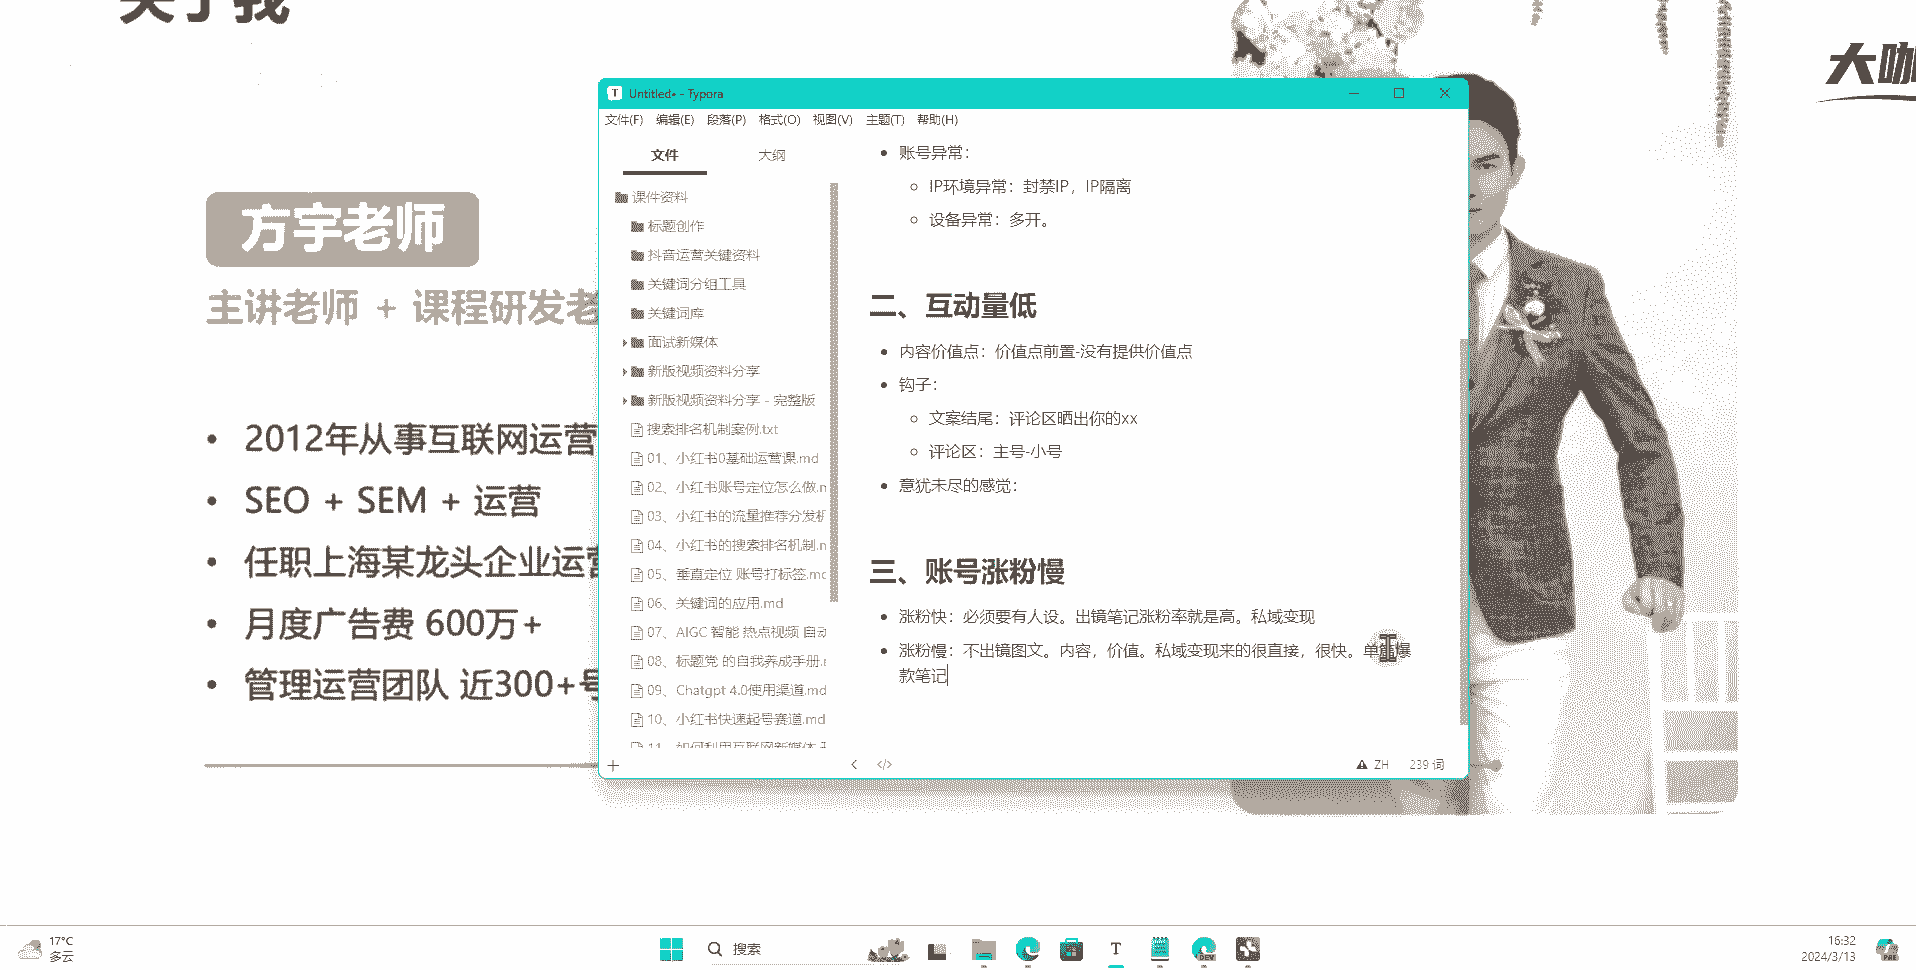 关于我
大咖
方宇老师
主讲老师 + 课程研发老
2012年从事互联网运营
SEO + SEM + 运营
任职上海某龙头企业运营
月度广告费 600万+
管理运营团队 近300+号
Untitled• - Typora
文件(F) 编辑(E) 段落(P) 格式(O) 视图(V) 主题(T) 帮助(H)
文件 大纲
课件资料
标题创作
抖音运营关键资料
关键词分组工具
关键词库
面试新媒体
新版视频资料分享
新版视频资料分享 - 完整版
搜索排名机制案例.txt
01、小红书0基础运营课.md
02、小红书账号定位怎么做.m
03、小红书的流量推荐分发机
04、小红书的搜索排名机制.m
05、垂直定位 账号打标签.md
06、关键词的应用.md
07、AIGC 智能 热点视频 自动
08、标题党 的自我养成手册.m
09、Chatgpt 4.0使用渠道.md
10、小红书快速起号赛道.md
11、如何利用互联网新媒体
账号异常：
IP环境异常：封禁IP，IP隔离
设备异常：多开。
二、互动量低
内容价值点：价值点前置-没有提供价值点
钩子：
文案结尾：评论区晒出你的xx
评论区：主号-小号
意犹未尽的感觉：
三、账号涨粉慢
涨粉快：必须要有人设。出镜笔记涨粉率就是高。私域变现
涨粉慢：不出镜图文。内容，价值。私域变现来的很直接，很快。单篇爆
款笔记
ZH 239 词
17°C
多云
搜索
T
DEV
16:32
2024/3/13
PRE